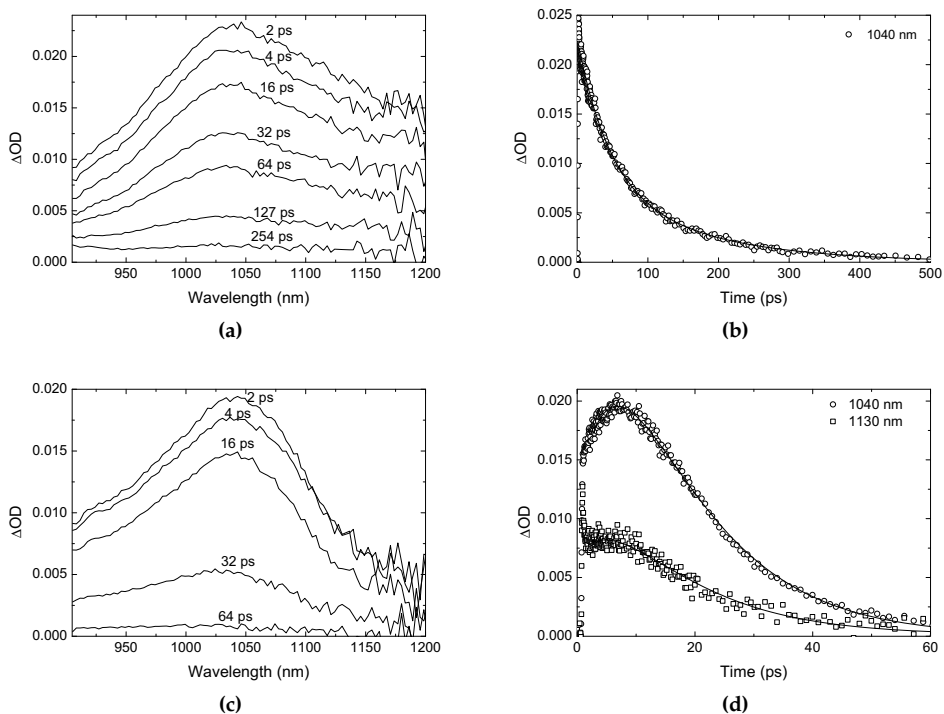 2 ps
4 ps
16 ps
32 ps
64 ps
127 ps
254 ps
0.020
0.015
0.010
0.005
0.000
ΔOD
950 1000 1050 1100 1150 1200
Wavelength (nm)
(a)
1040 nm
0.025
0.020
0.015
0.010
0.005
0.000
ΔOD
0 100 200 300 400 500
Time (ps)
(b)
0.020
2 ps
4 ps
16 ps
32 ps
64 ps
0.015
0.010
0.005
0.000
ΔOD
950 1000 1050 1100 1150 1200
Wavelength (nm)
(c)
1040 nm
1130 nm
0.020
0.015
0.010
0.005
0.000
ΔOD
0 20 40 60
Time (ps)
(d)